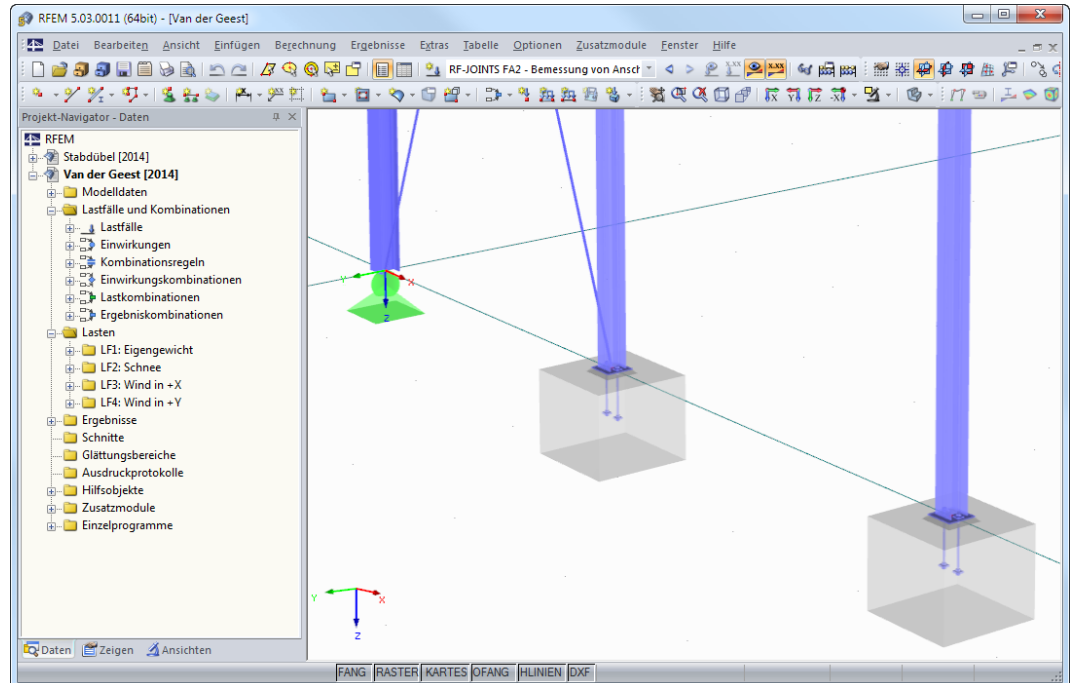 RFEM 5.03.0011 (64bit) - [Van der Geest]
Datei Bearbeiten Ansicht Einfügen Berechnung Ergebnisse Extras Tabelle Optionen Zusatzmodule Fenster Hilfe
RF-JOINTS FA2 - Bemessung von Ansch
Projekt-Navigator - Daten
RFEM
Stabdübel [2014]
Van der Geest [2014]
Modelldaten
Lastfälle und Kombinationen
Lastfälle
Einwirkungen
Kombinationsregeln
Einwirkungskombinationen
Lastkombinationen
Ergebniskombinationen
Lasten
LF1: Eigengewicht
LF2: Schnee
LF3: Wind in +X
LF4: Wind in +Y
Ergebnisse
Schnitte
Glättungsbereiche
Ausdruckprotokolle
Hilfsobjekte
Zusatzmodule
Einzelprogramme
Y X
Z
Y X
Z
Daten Zeigen Ansichten
FANG RASTER KARTES OFANG HLINIEN DXF